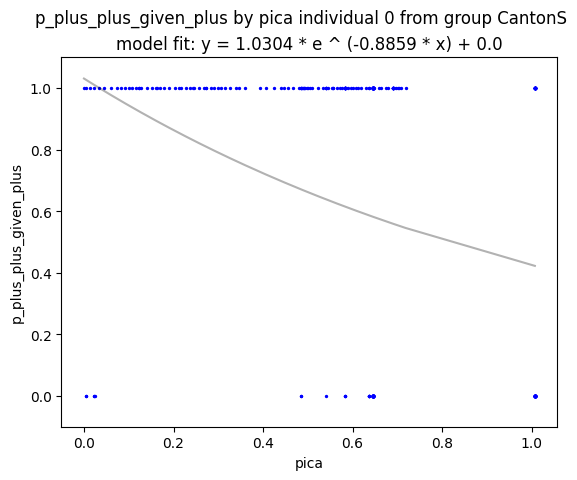 p_plus_plus_given_plus by pica individual 0 from group CantonS
model fit: y = 1.0304 * e ^ (-0.8859 * x) + 0.0
p_plus_plus_given_plus
1.0
0.8
0.6
0.4
0.2
0.0
0.0 0.2 0.4 0.6 0.8 1.0
pica